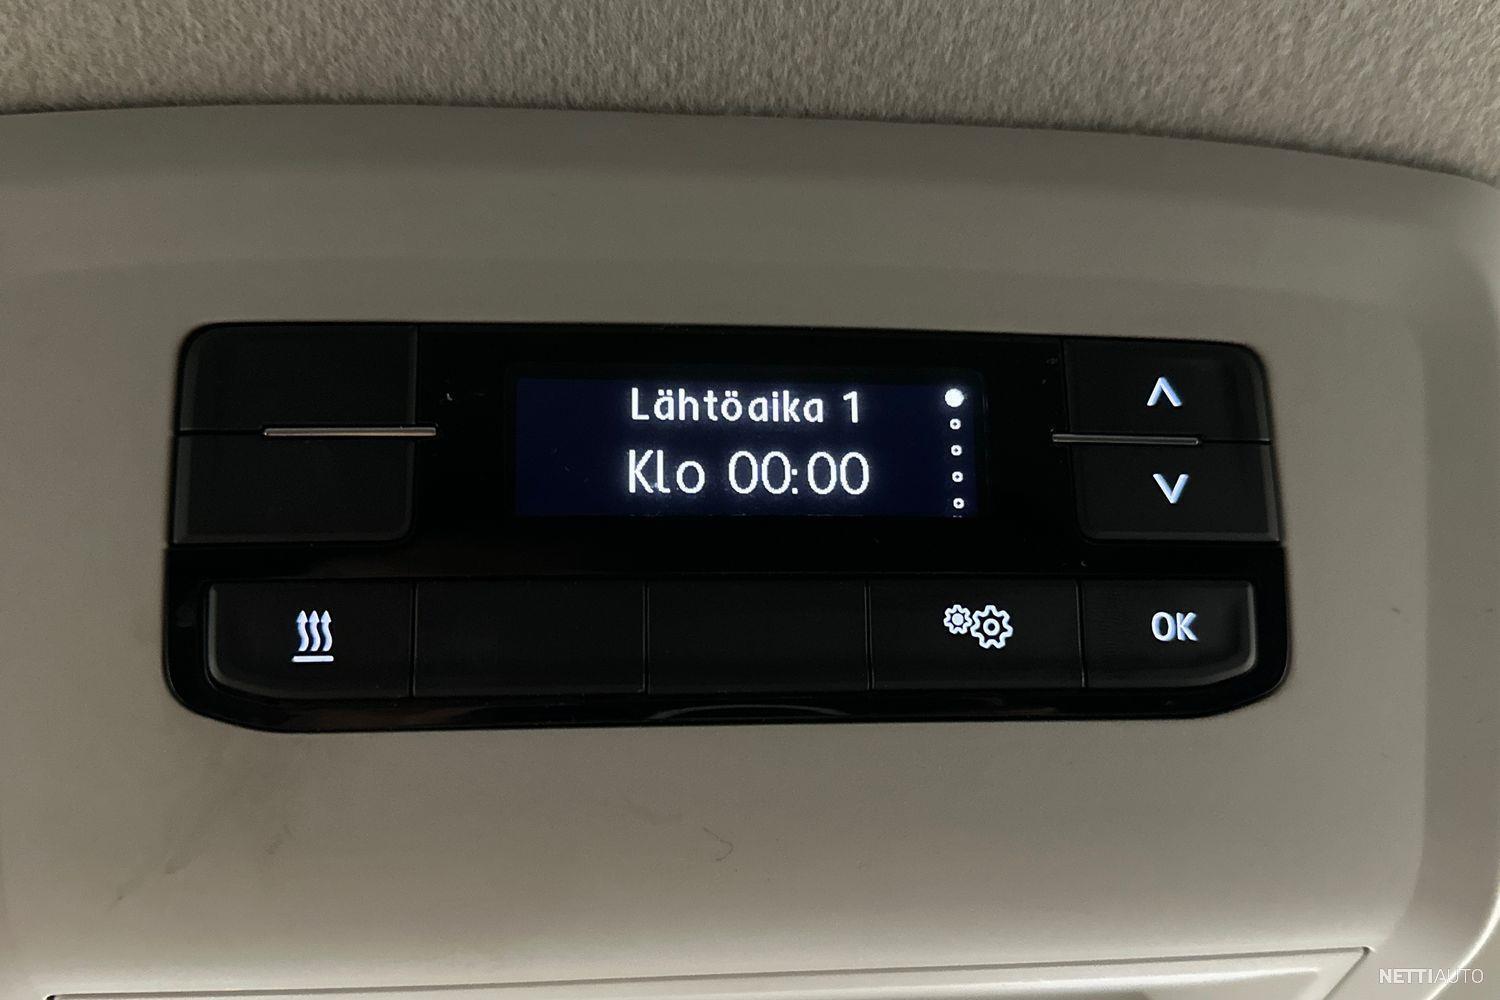 Lähtöaika 1
Klo 00:00
OK
NETTIAUTO